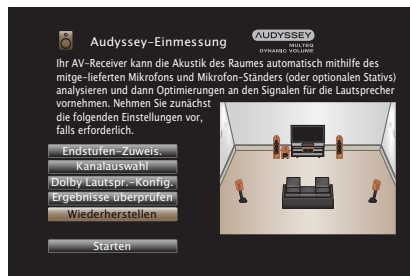 Audyssey-Einmessung
AUDYSSEY
MULTEQ
DYNAMIC VOLUME
Ihr AV-Receiver kann die Akustik des Raumes automatisch mithilfe des
mitge-lieferten Mikrofons und Mikrofon-Ständers (oder optionalen Stativs)
analysieren und dann Optimierungen an den Signalen für die Lautsprecher
vornehmen. Nehmen Sie zunächst
die folgenden Einstellungen vor,
falls erforderlich.
Endstufen-Zuweis.
Kanalauswahl
Dolby Lautspr.-Konfig.
Ergebnisse überprüfen
Wiederherstellen
Starten